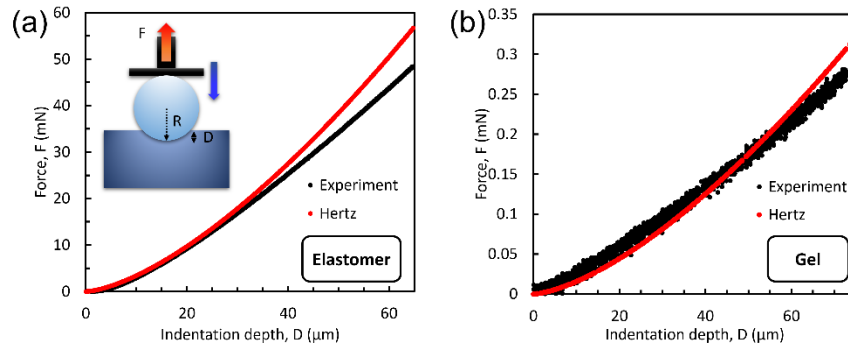 (a)
60
50
40
30
20
10
0
Force, F (mN)
F
R
D
Experiment
Hertz
Elastomer
0 20 40 60
Indentation depth, D (μm)
(b)
0.3
0.25
0.2
0.15
0.1
0.05
0
Force, F (mN)
Experiment
Hertz
Gel
0 20 40 60
Indentation depth, D (μm)